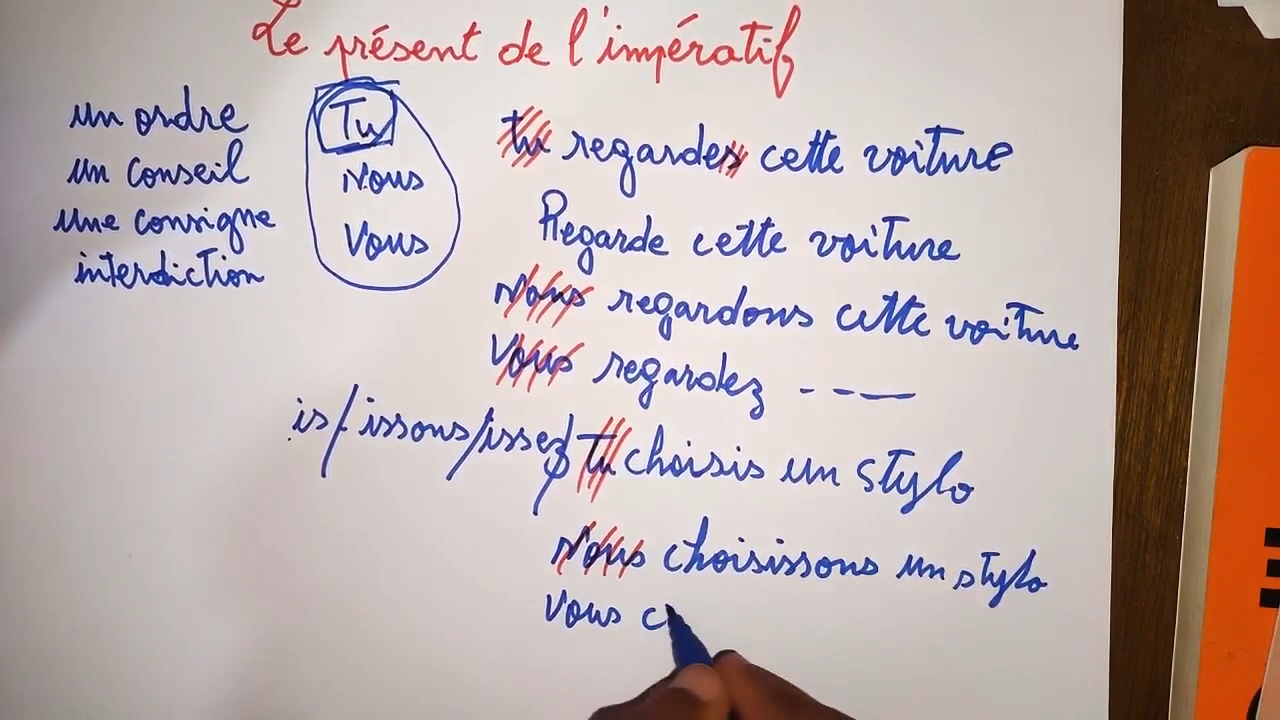 Le présent de l'impératif
un ordre
un conseil
une consigne
interdiction
Tu
Nous
Vous
tu regardes cette voiture
Regarde cette voiture
Nous regardons cette voiture
Vous regardez - - —
is/issons/issez
Tu choisis un stylo
Nous choisissons un stylo
Vous c